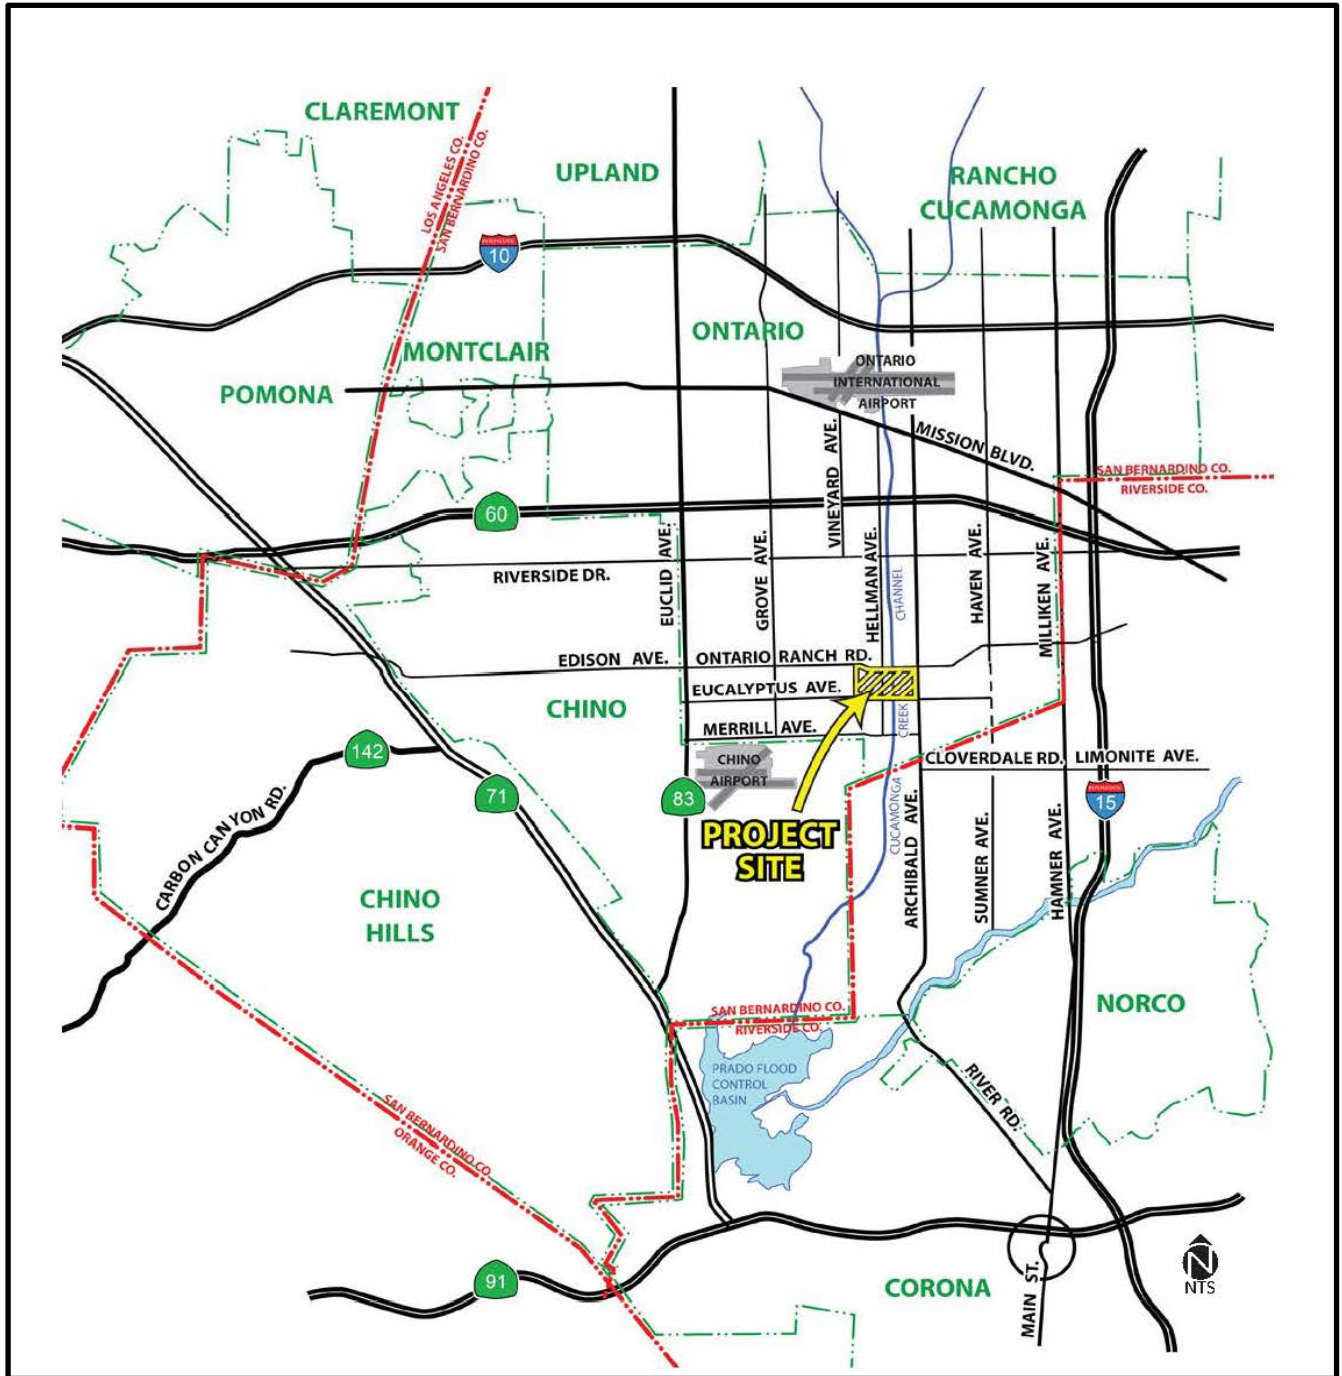 CLAREMONT
LOS ANGELES CO.
SAN BERNARDINO CO.
UPLAND
RANCHO
CUCAMONGA
10
ONTARIO
MONTCLAIR
POMONA
ONTARIO
INTERNATIONAL
AIRPORT
MISSION BLVD.
SAN BERNARDINO CO.
RIVERSIDE CO.
60
VINEYARD AVE.
EUCLID AVE.
GROVE AVE.
HELLMAN AVE.
CHANNEL
HAVEN AVE.
MILLIKEN AVE.
RIVERSIDE DR.
EDISON AVE.
ONTARIO RANCH RD.
EUCALYPTUS AVE.
CHINO
MERRILL AVE.
CREEK
CUCAMONGA
142
CHINO
AIRPORT
CLOVERDALE RD.
LIMONITE AVE.
71
83
15
CARBON CANYON RD.
PROJECT
SITE
ARCHIBALD AVE.
SUMNER AVE.
HAMNER AVE.
CHINO
HILLS
NORCO
SAN BERNARDINO CO.
RIVERSIDE CO.
PRADO FLOOD
CONTROL
BASIN
RIVER RD.
SAN BERNARDINO CO.
ORANGE CO.
91
CORONA
MAIN ST.
N
NTS